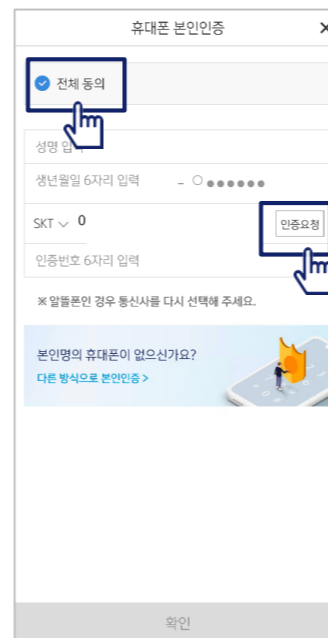 휴대폰 본인인증
전체 동의
성명 입
생년월일 6자리 입력 - ○●●●●●●
SKT 0
인증요청
인증번호 6자리 입력
※ 알뜰폰인 경우 통신사를 다시 선택해 주세요.
본인명의 휴대폰이 없으신가요?
다른 방식으로 본인인증 >
확인